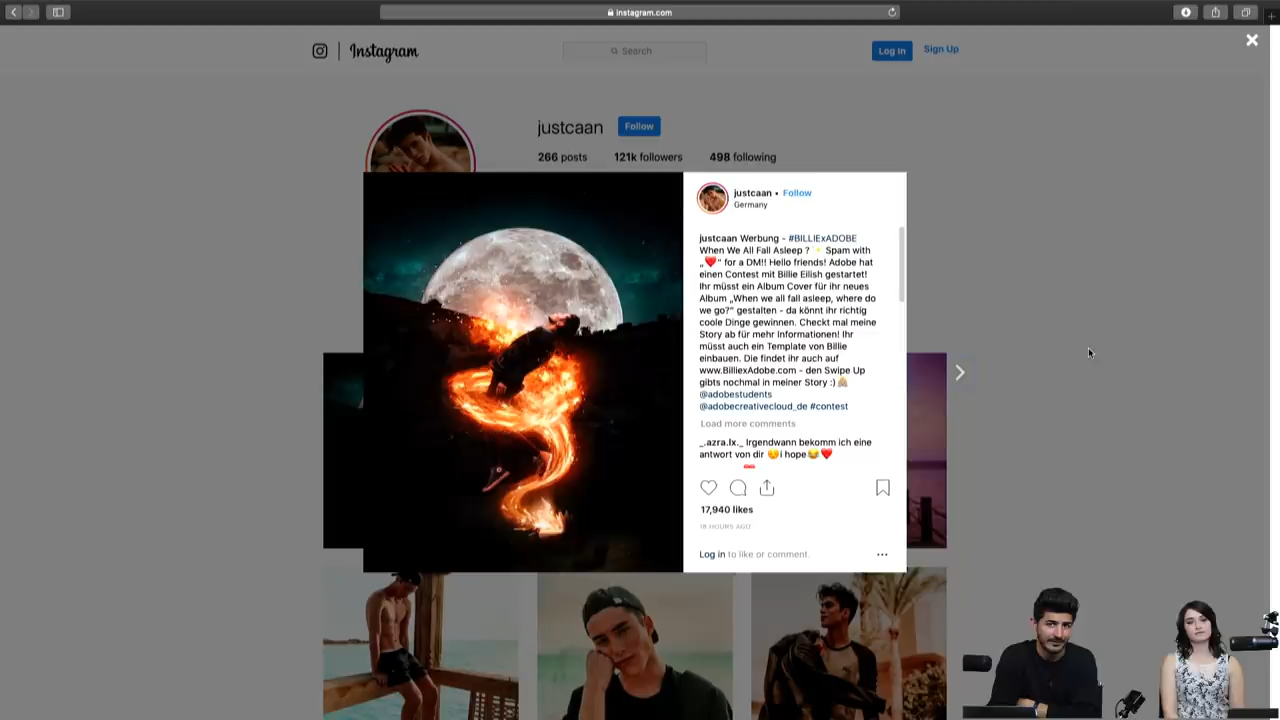 instagram.com
Instagram
Search
Log In
Sign Up
justcaan
Follow
266 posts 121k followers 498 following
justcaan • Follow
Germany
justcaan Werbung - #BILLIExADOBE
When We All Fall Asleep ? ✨ Spam with
„❤️“ for a DM!! Hello friends! Adobe hat
einen Contest mit Billie Eilish gestartet!
Ihr müsst ein Album Cover für ihr neues
Album „When we all fall asleep, where do
we go?“ gestalten - da könnt ihr richtig
coole Dinge gewinnen. Checkt mal meine
Story ab für mehr Informationen! Ihr
müsst auch ein Template von Billie
einbauen. Die findet ihr auch auf
www.BilliexAdobe.com - den Swipe Up
gibts nochmal in meiner Story :) 🙈
@adobestudents
@adobecreativecloud_de #contest
Load more comments
_.azra.lx._ Irgendwann bekomm ich eine
antwort von dir 😏i hope😂❤️
17,940 likes
18 HOURS AGO
Log in to like or comment.